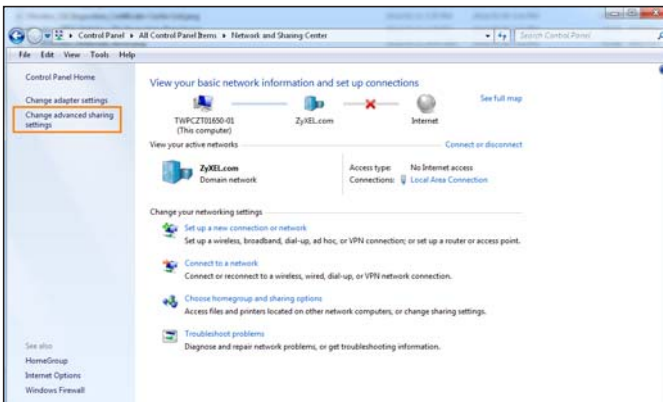 Control Panel ▸ All Control Panel Items ▸ Network and Sharing Center
Search Control Panel
File Edit View Tools Help
Control Panel Home
Change adapter settings
Change advanced sharing
settings
View your basic network information and set up connections
See full map
TWPCZT01650-01
(This computer)
ZyXEL.com
Internet
View your active networks
Connect or disconnect
ZyXEL.com
Domain network
Access type: No Internet access
Connections: Local Area Connection
Change your networking settings
Set up a new connection or network
Set up a wireless, broadband, dial-up, ad hoc, or VPN connection; or set up a router or access point.
Connect to a network
Connect or reconnect to a wireless, wired, dial-up, or VPN network connection.
Choose homegroup and sharing options
Access files and printers located on other network computers, or change sharing settings.
Troubleshoot problems
Diagnose and repair network problems, or get troubleshooting information.
See also
HomeGroup
Internet Options
Windows Firewall